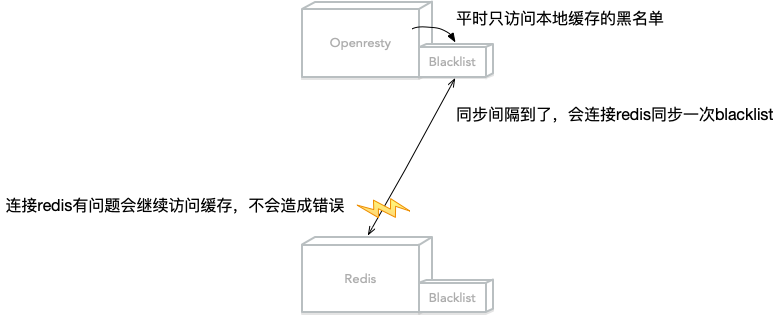 平时只访问本地缓存的黑名单
Openresty
Blacklist
同步间隔到了，会连接redis同步一次blacklist
连接redis有问题会继续访问缓存，不会造成错误
Redis
Blacklist